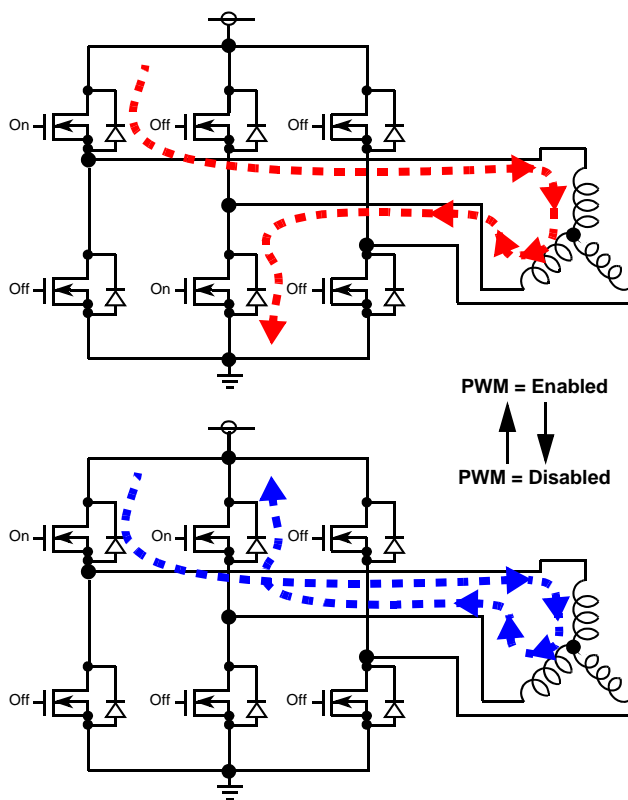 On Off Off
Off On Off
PWM = Enabled
PWM = Disabled
On On Off
Off Off Off